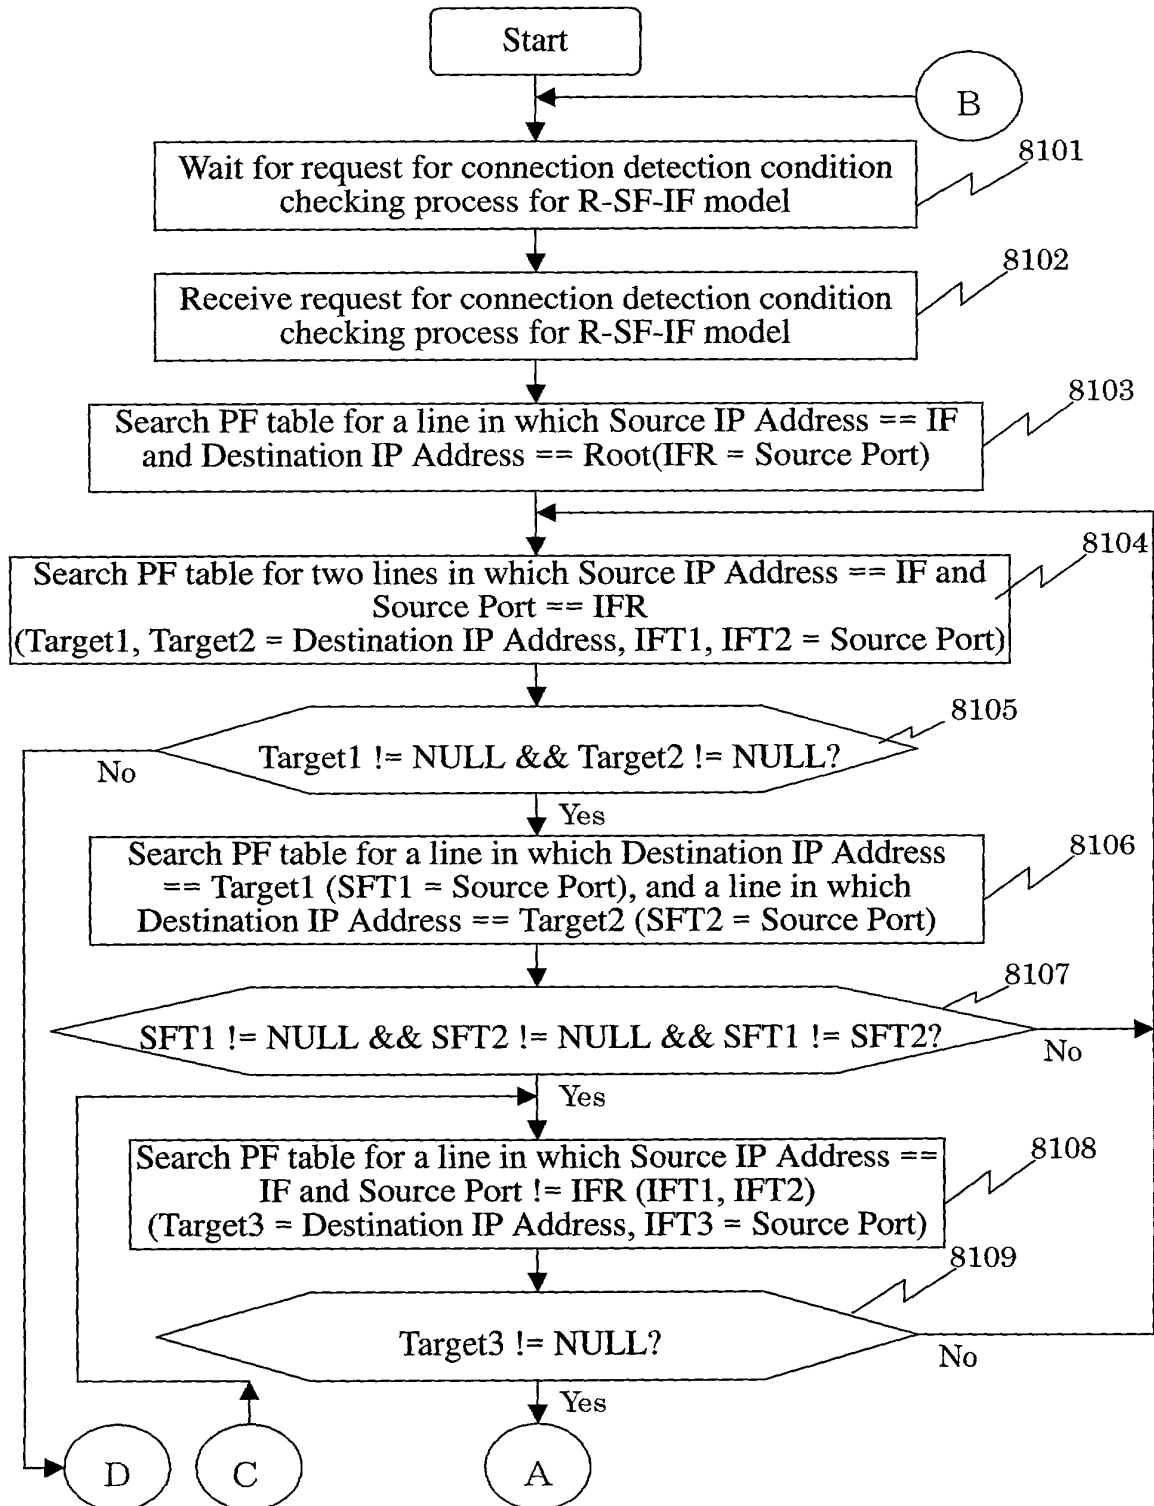 Start
B
8101
Wait for request for connection detection condition
checking process for R-SF-IF model
8102
Receive request for connection detection condition
checking process for R-SF-IF model
8103
Search PF table for a line in which Source IP Address == IF
and Destination IP Address == Root(IFR = Source Port)
8104
Search PF table for two lines in which Source IP Address == IF and
Source Port == IFR
(Target1, Target2 = Destination IP Address, IFT1, IFT2 = Source Port)
8105
Target1 != NULL && Target2 != NULL?
No
Yes
8106
Search PF table for a line in which Destination IP Address
== Target1 (SFT1 = Source Port), and a line in which
Destination IP Address == Target2 (SFT2 = Source Port)
8107
SFT1 != NULL && SFT2 != NULL && SFT1 != SFT2?
No
Yes
8108
Search PF table for a line in which Source IP Address ==
IF and Source Port != IFR (IFT1, IFT2)
(Target3 = Destination IP Address, IFT3 = Source Port)
8109
Target3 != NULL?
No
Yes
D
C
A